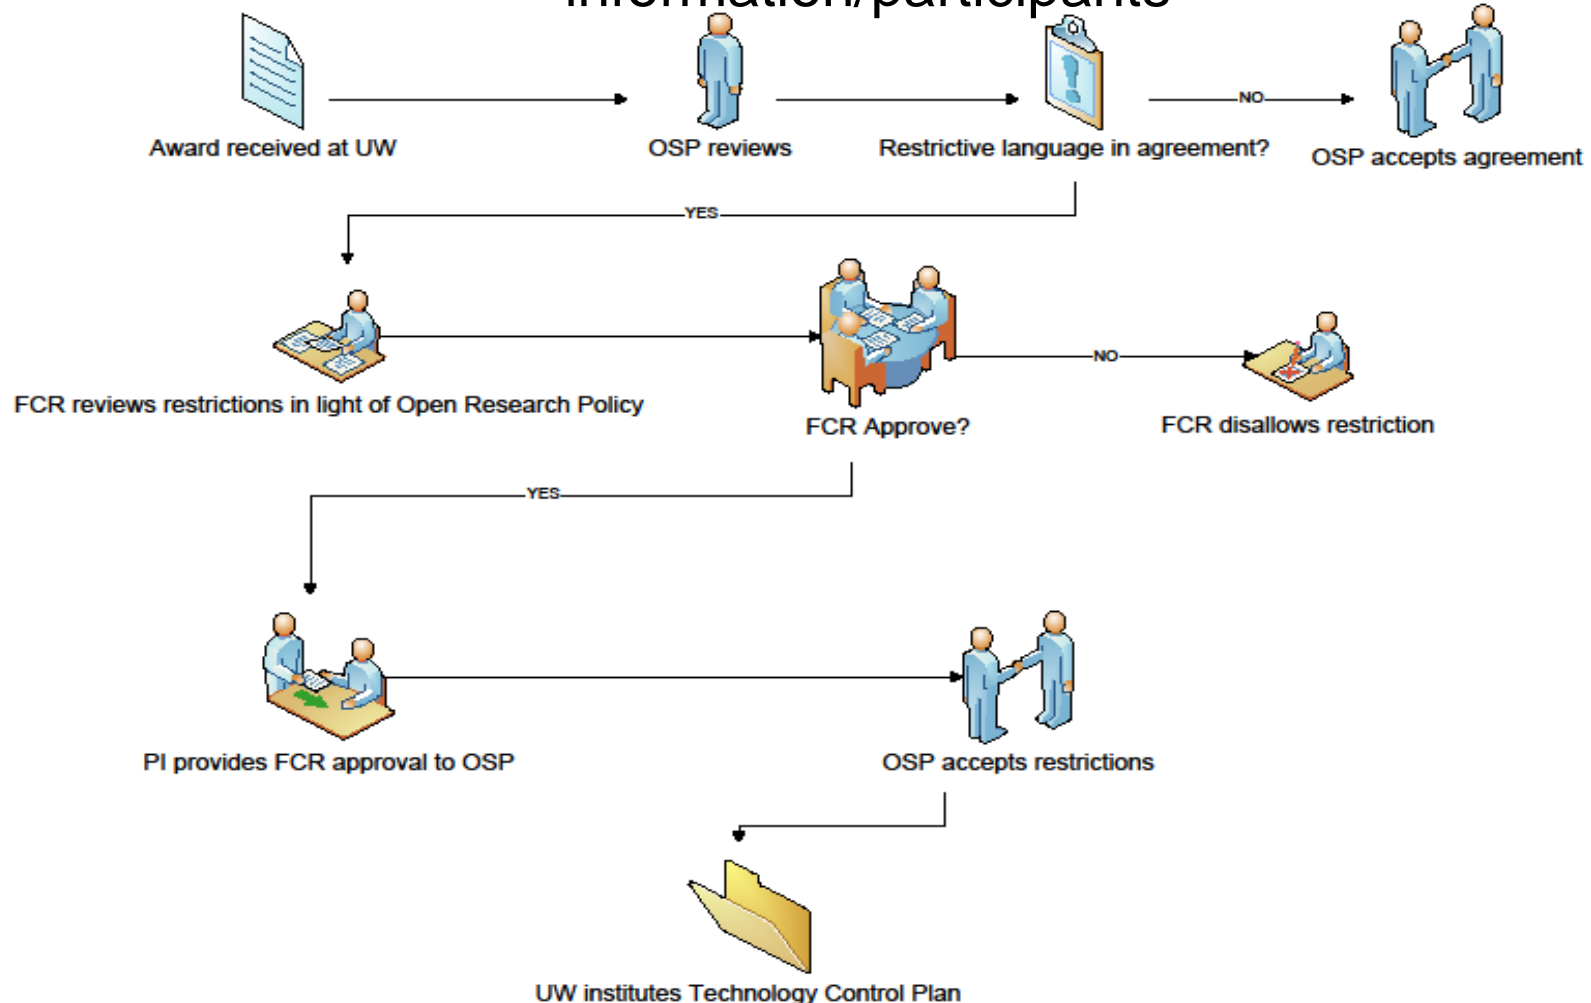 information/participants
Award received at UW
OSP reviews
Restrictive language in agreement?
NO
OSP accepts agreement
YES
FCR reviews restrictions in light of Open Research Policy
FCR Approve?
NO
FCR disallows restriction
YES
PI provides FCR approval to OSP
OSP accepts restrictions
UW institutes Technology Control Plan